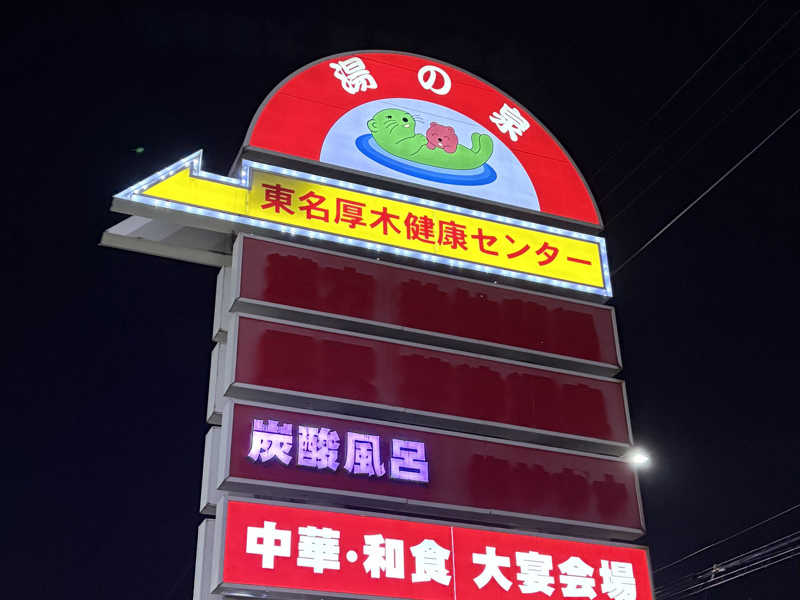 湯の泉
東名厚木健康センター
炭酸風呂
中華・和食 大宴会場